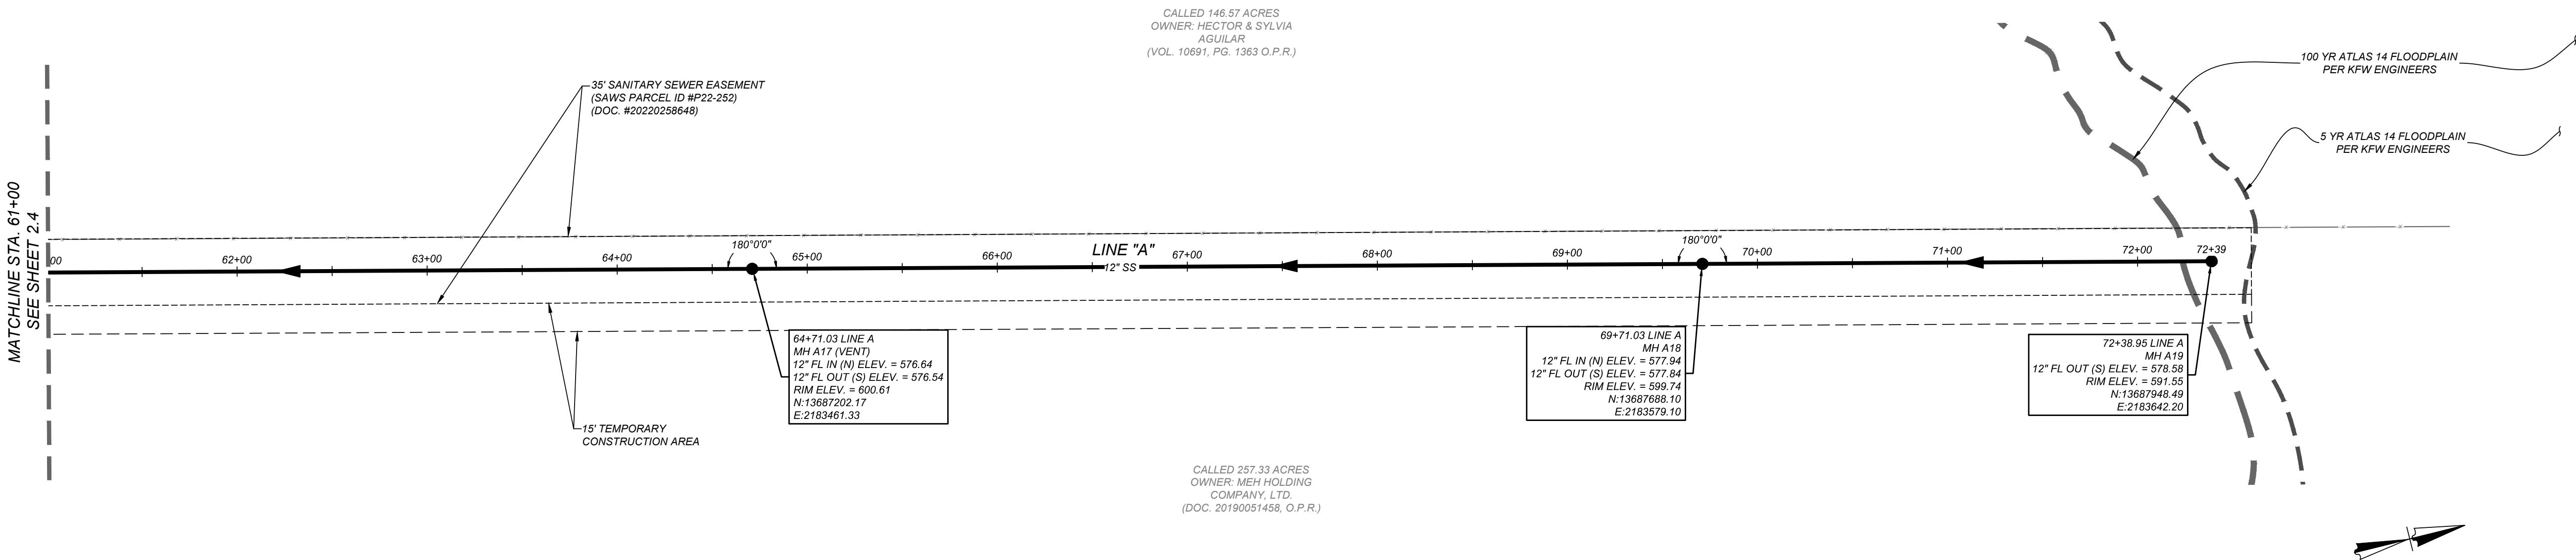 CALLED 146.57 ACRES
OWNER: HECTOR & SYLVIA
AGUILAR
(VOL. 10691, PG. 1363 O.P.R.)
100 YR ATLAS 14 FLOODPLAIN
PER KFW ENGINEERS
5 YR ATLAS 14 FLOODPLAIN
PER KFW ENGINEERS
35' SANITARY SEWER EASEMENT
(SAWS PARCEL ID #P22-252)
(DOC. #20220258648)
MATCHLINE STA. 61+00
SEE SHEET 2.4
00
62+00
63+00
64+00
180°0'0"
65+00
66+00
LINE "A"
12" SS
67+00
68+00
69+00
180°0'0"
70+00
71+00
72+00
72+39
64+71.03 LINE A
MH A17 (VENT)
12" FL IN (N) ELEV. = 576.64
12" FL OUT (S) ELEV. = 576.54
RIM ELEV. = 600.61
N:13687202.17
E:2183461.33
69+71.03 LINE A
MH A18
12" FL IN (N) ELEV. = 577.94
12" FL OUT (S) ELEV. = 577.84
RIM ELEV. = 599.74
N:13687688.10
E:2183579.10
72+38.95 LINE A
MH A19
12" FL OUT (S) ELEV. = 578.58
RIM ELEV. = 591.55
N:13687948.49
E:2183642.20
15' TEMPORARY
CONSTRUCTION AREA
CALLED 257.33 ACRES
OWNER: MEH HOLDING
COMPANY, LTD.
(DOC. 20190051458, O.P.R.)